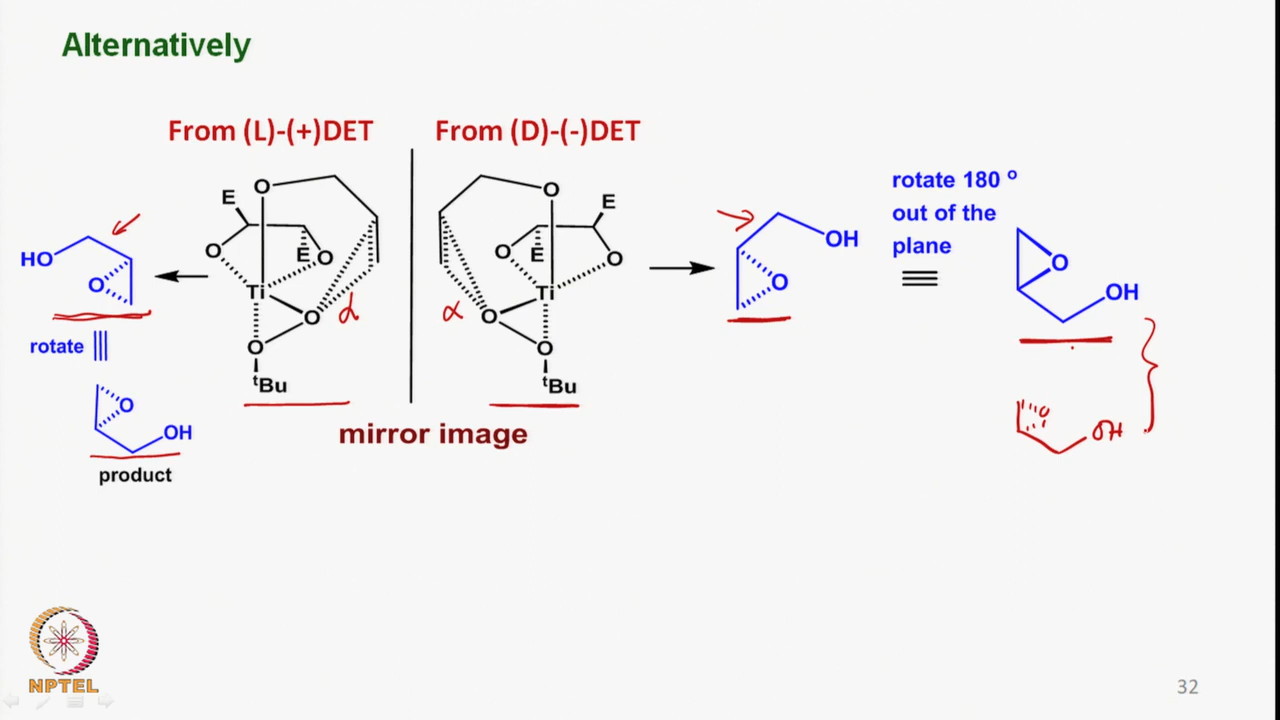 Alternatively
From (L)-(+)DET
From (D)-(-)DET
E
O
O
E
O
Ti
O
α
O
tBu
O
E
O
E
O
Ti
α
O
O
tBu
HO
O
rotate
O
OH
product
mirror image
OH
O
rotate 180 º
out of the
plane
O
OH
O
OH
NPTEL
32